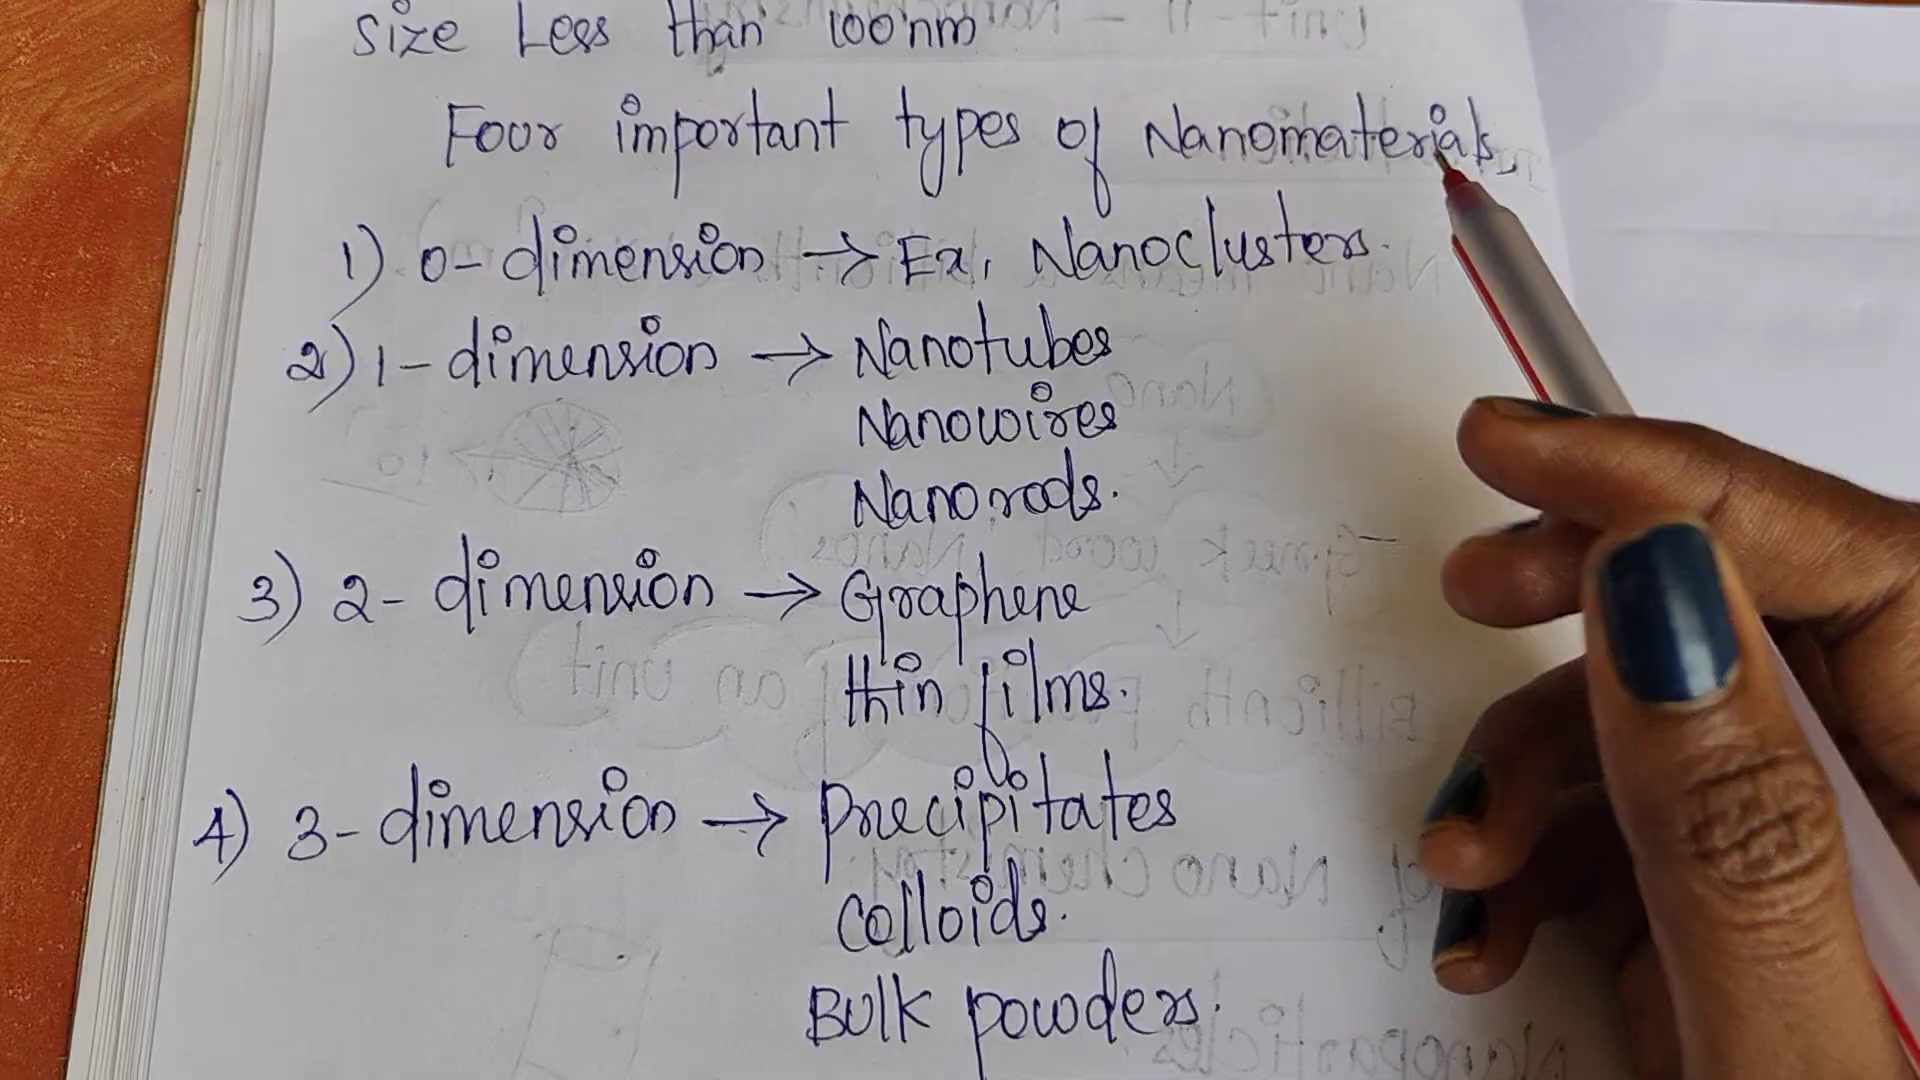 size Less than 100nm
Four important types of Nanomaterials
1) 0-dimension → Ex, Nanoclusters.
2) 1-dimension → Nanotubes
Nanowires
Nanorods.
3) 2-dimension → Graphene
thin films.
4) 3-dimension → Precipitates
colloids.
Bulk powders.